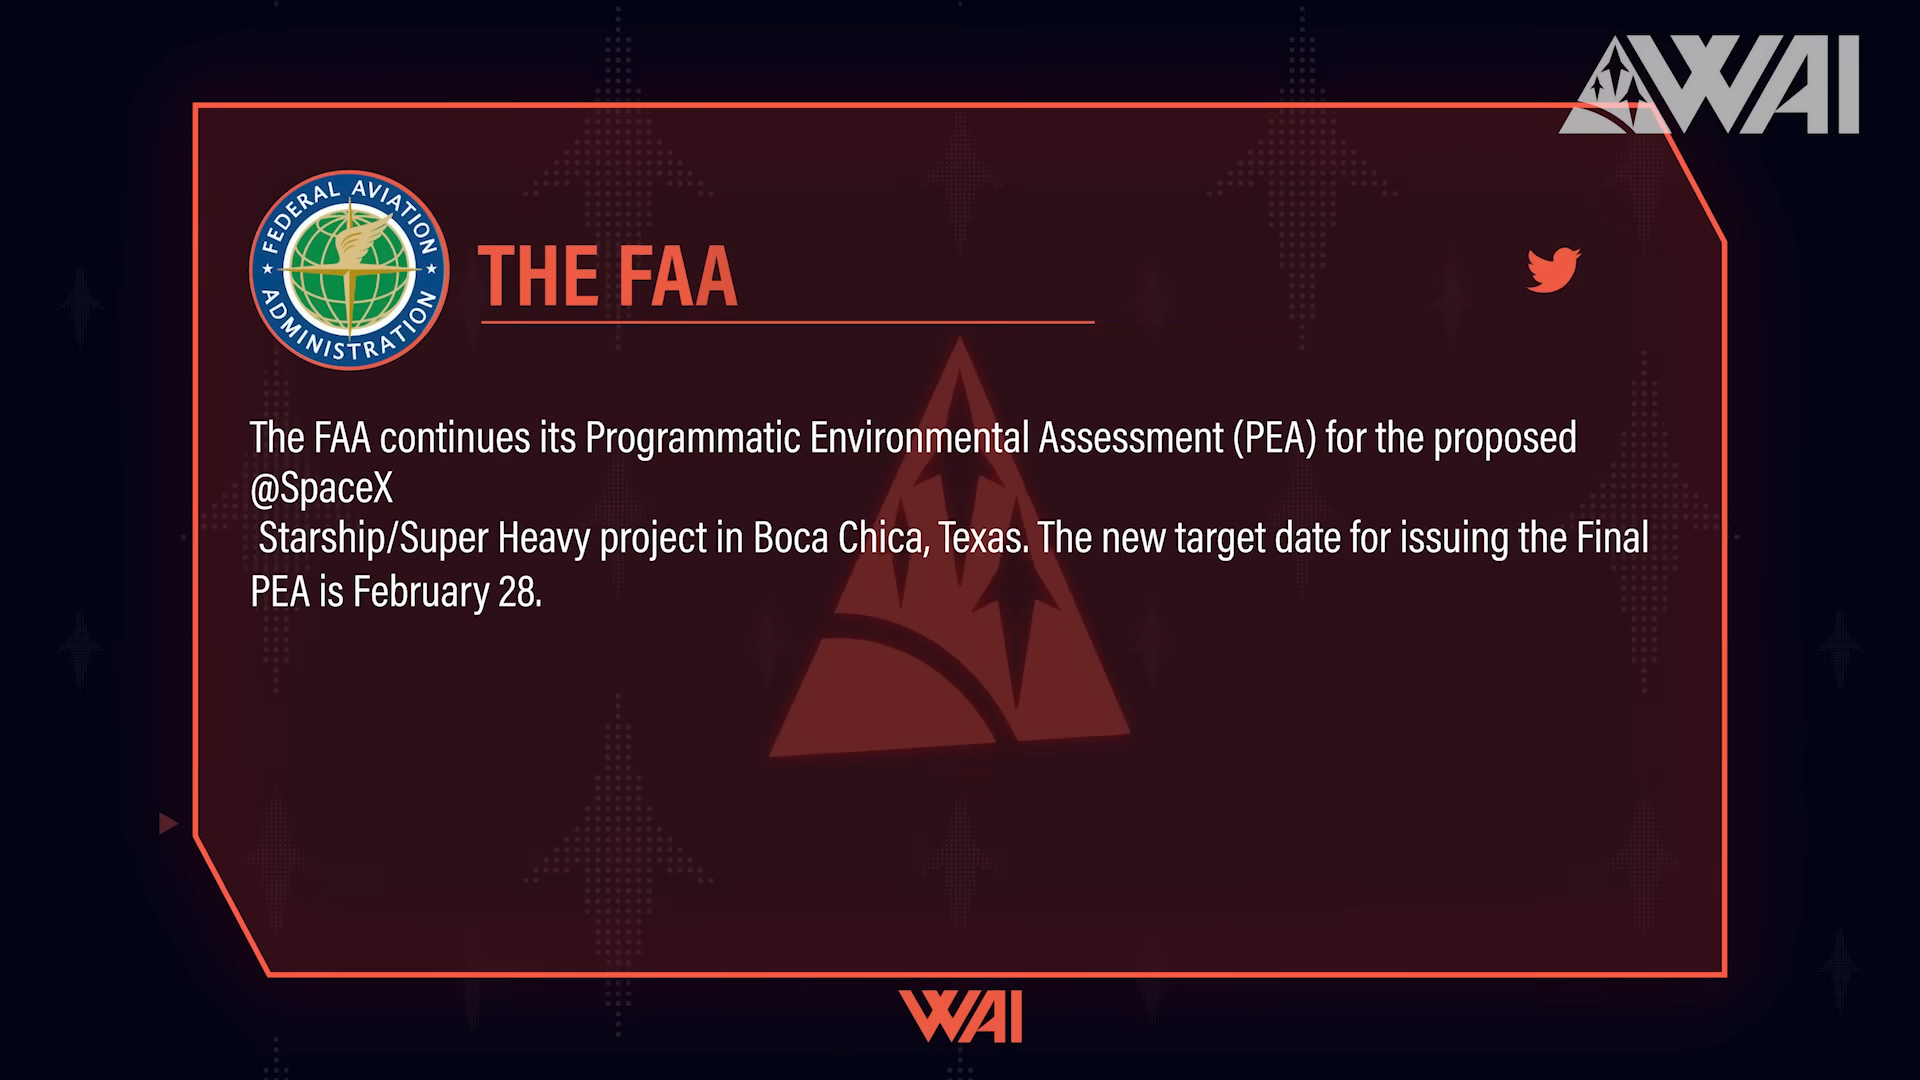 WAI
FEDERAL AVIATION
ADMINISTRATION
THE FAA
The FAA continues its Programmatic Environmental Assessment (PEA) for the proposed
@SpaceX
Starship/Super Heavy project in Boca Chica, Texas. The new target date for issuing the Final
PEA is February 28.
WAI